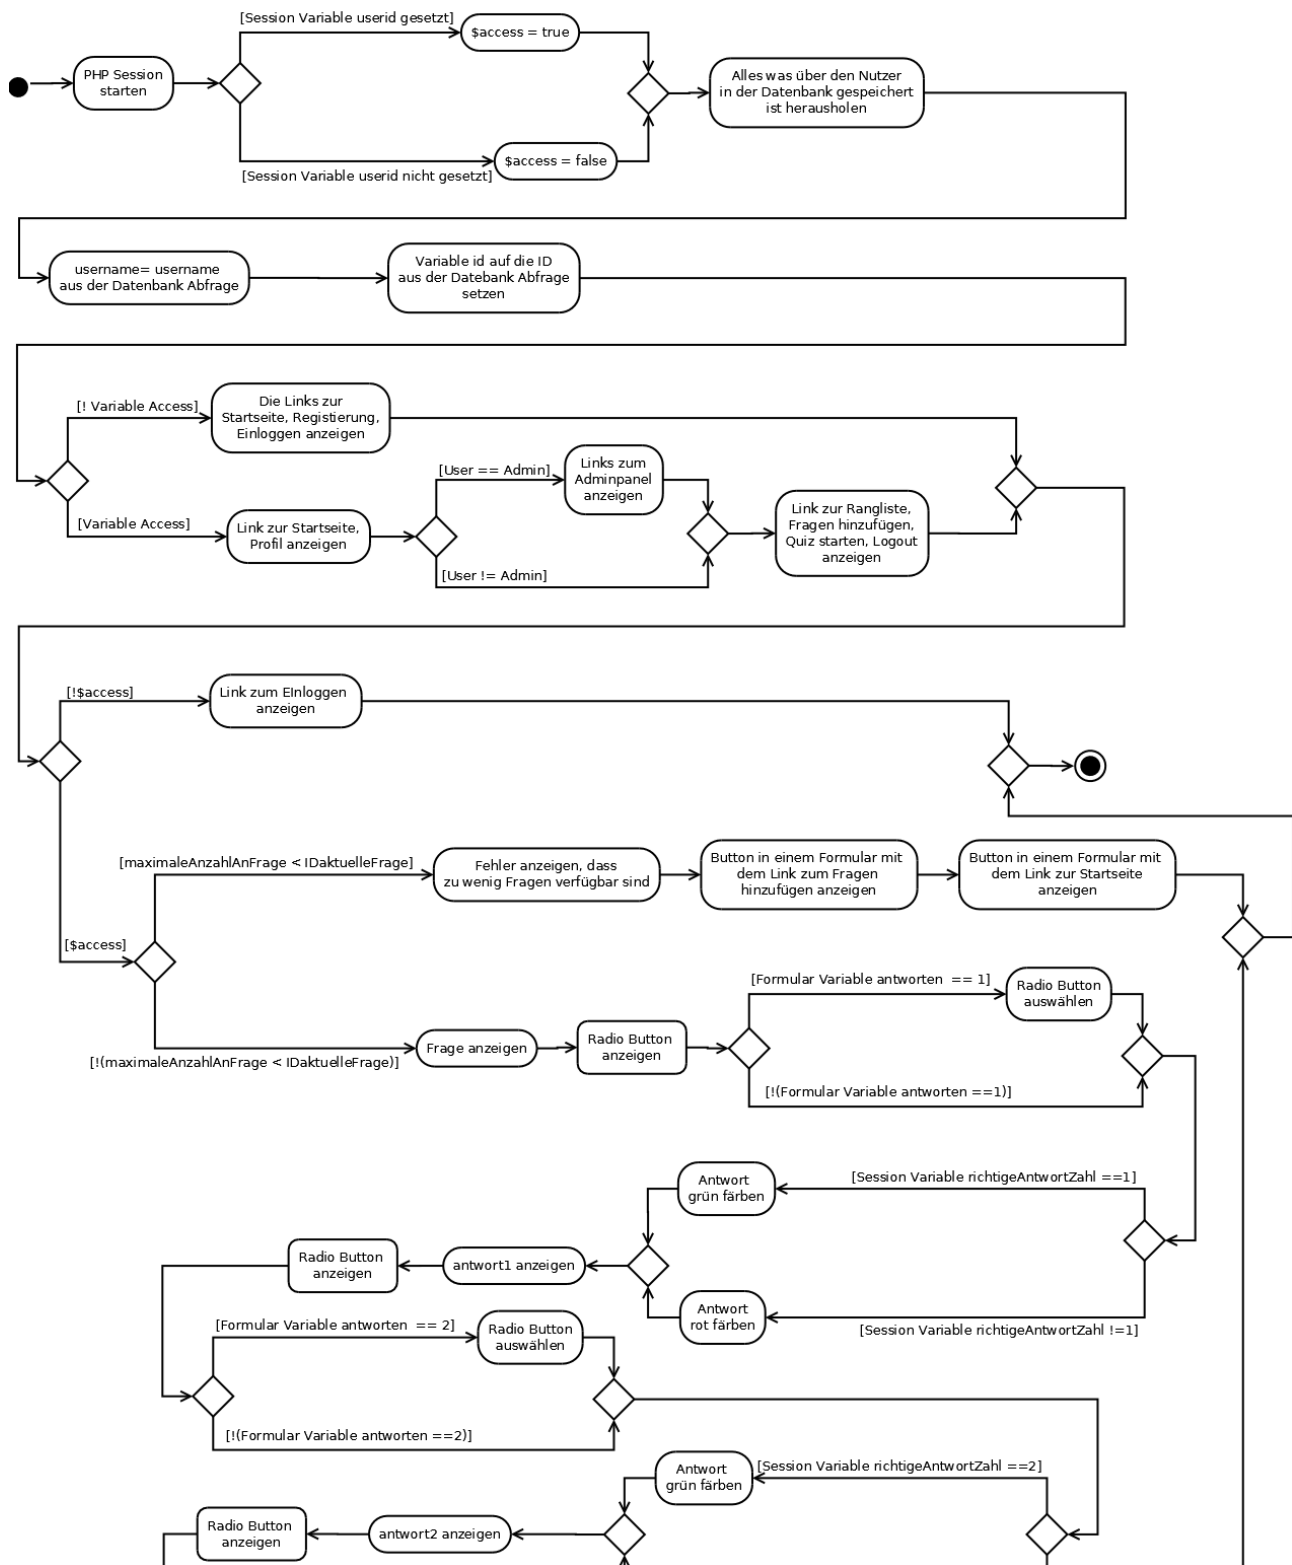 [Session Variable userid gesetzt]
$access = true
PHP Session
starten
Alles was über den Nutzer
in der Datenbank gespeichert
ist herausholen
$access = false
[Session Variable userid nicht gesetzt]
username= username
aus der Datenbank Abfrage
Variable id auf die ID
aus der Datebank Abfrage
setzen
[! Variable Access]
Die Links zur
Startseite, Registierung,
Einloggen anzeigen
[User == Admin]
Links zum
Adminpanel
anzeigen
[Variable Access]
Link zur Startseite,
Profil anzeigen
Link zur Rangliste,
Fragen hinzufügen,
Quiz starten, Logout
anzeigen
[User != Admin]
[!$access]
Link zum EInloggen
anzeigen
[maximaleAnzahlAnFrage < IDaktuelleFrage]
Fehler anzeigen, dass
zu wenig Fragen verfügbar sind
Button in einem Formular mit
dem Link zum Fragen
hinzufügen anzeigen
Button in einem Formular mit
dem Link zur Startseite
anzeigen
[$access]
[Formular Variable antworten  == 1]
Radio Button
auswählen
Frage anzeigen
Radio Button
anzeigen
[!(maximaleAnzahlAnFrage < IDaktuelleFrage)]
[!(Formular Variable antworten ==1)]
Antwort
grün färben
[Session Variable richtigeAntwortZahl ==1]
Radio Button
anzeigen
antwort1 anzeigen
Antwort
rot färben
[Session Variable richtigeAntwortZahl !=1]
[Formular Variable antworten  == 2]
Radio Button
auswählen
[!(Formular Variable antworten ==2)]
Antwort
grün färben
[Session Variable richtigeAntwortZahl ==2]
Radio Button
anzeigen
antwort2 anzeigen